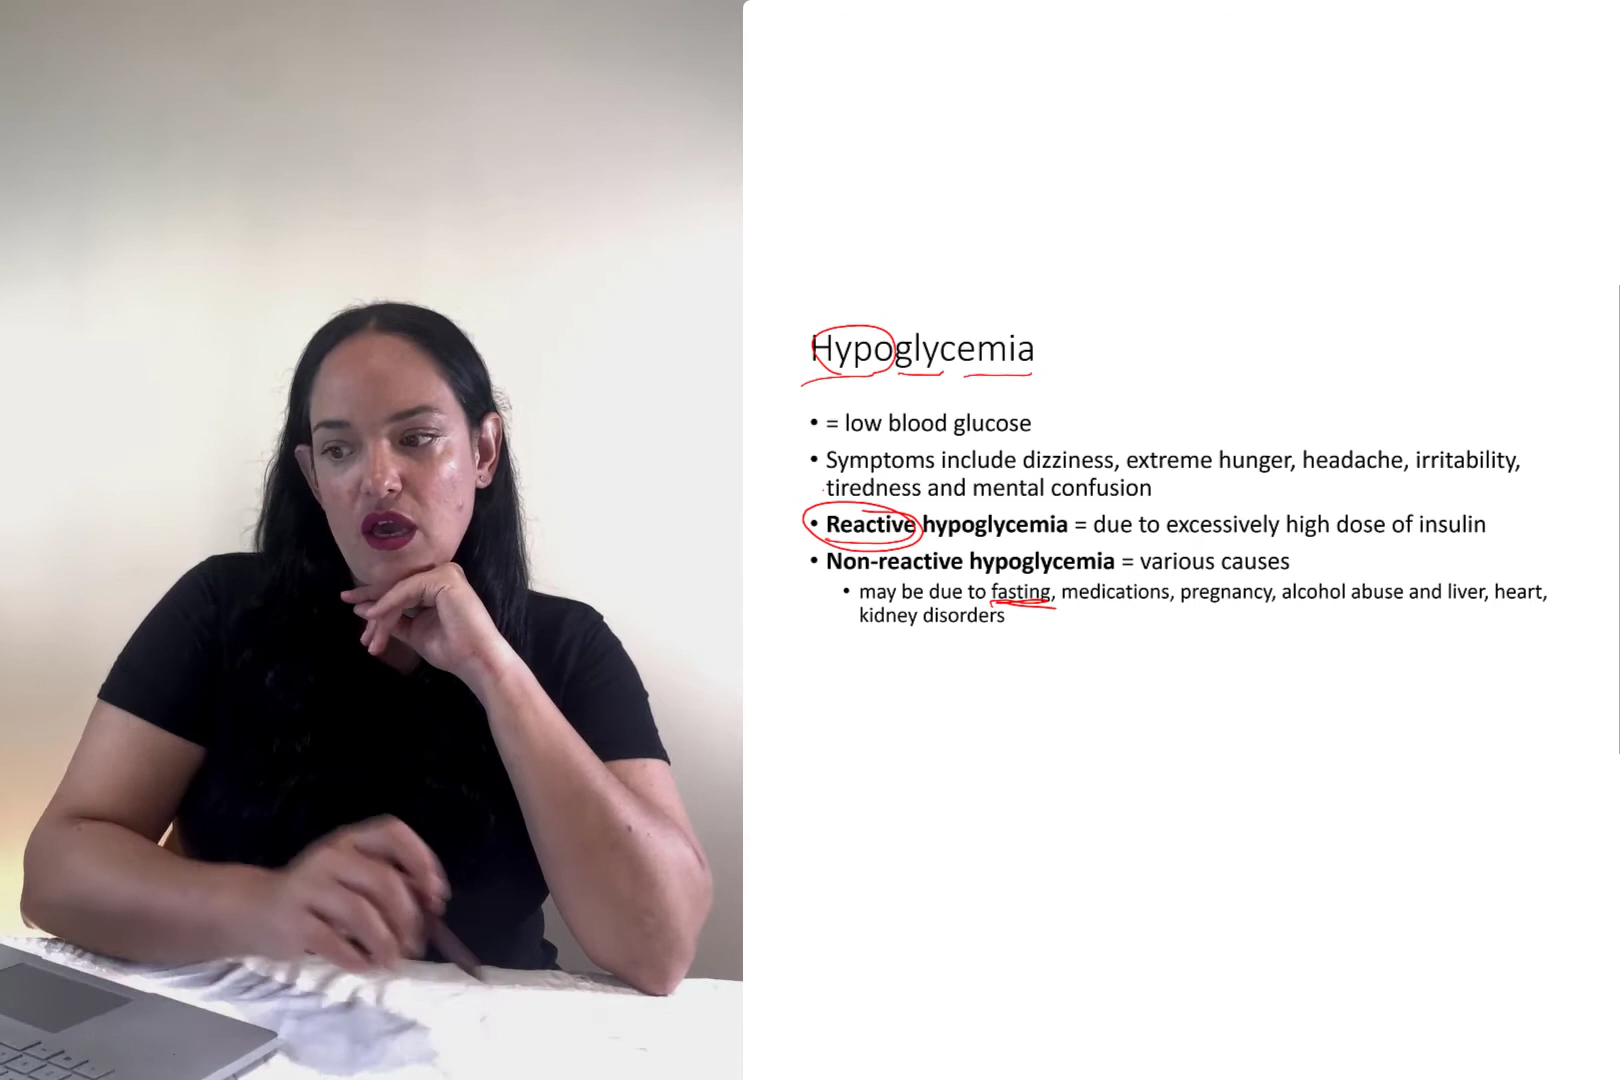 Hypoglycemia
• = low blood glucose
• Symptoms include dizziness, extreme hunger, headache, irritability,
tiredness and mental confusion
• Reactive hypoglycemia = due to excessively high dose of insulin
• Non-reactive hypoglycemia = various causes
• may be due to fasting, medications, pregnancy, alcohol abuse and liver, heart,
kidney disorders